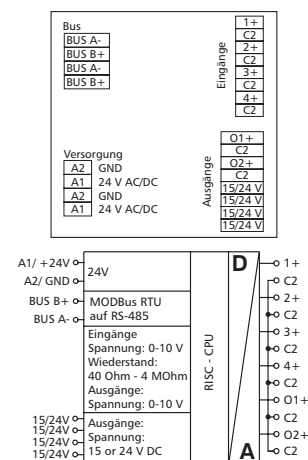 Bus
BUS A-
BUS B+
BUS A-
BUS B+
Versorgung
A2 GND
A1 24 V AC/DC
A2 GND
A1 24 V AC/DC
Eingänge
1+
C2
2+
C2
3+
C2
4+
C2
Ausgänge
O1+
C2
O2+
C2
15/24 V
15/24 V
15/24 V
15/24 V
A1/ +24V
A2/ GND
BUS B+
BUS A-
15/24V
15/24V
15/24V
15/24V
24V
MODBus RTU
auf RS-485
Eingänge
Spannung: 0-10 V
Wiederstand:
40 Ohm - 4 MOhm
Ausgänge:
Spannung: 0-10 V
Ausgänge:
Spannung:
15 or 24 V DC
RISC - CPU
D
A
1+
C2
2+
C2
3+
C2
4+
C2
O1+
C2
O2+
C2